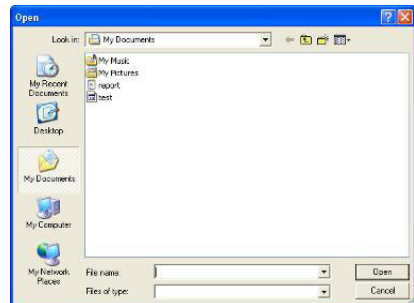 Open
Look in: My Documents
My Recent Documents
Desktop
My Documents
My Computer
My Network Places
My Music
My Pictures
report
test
File name:
Open
Files of type:
Cancel